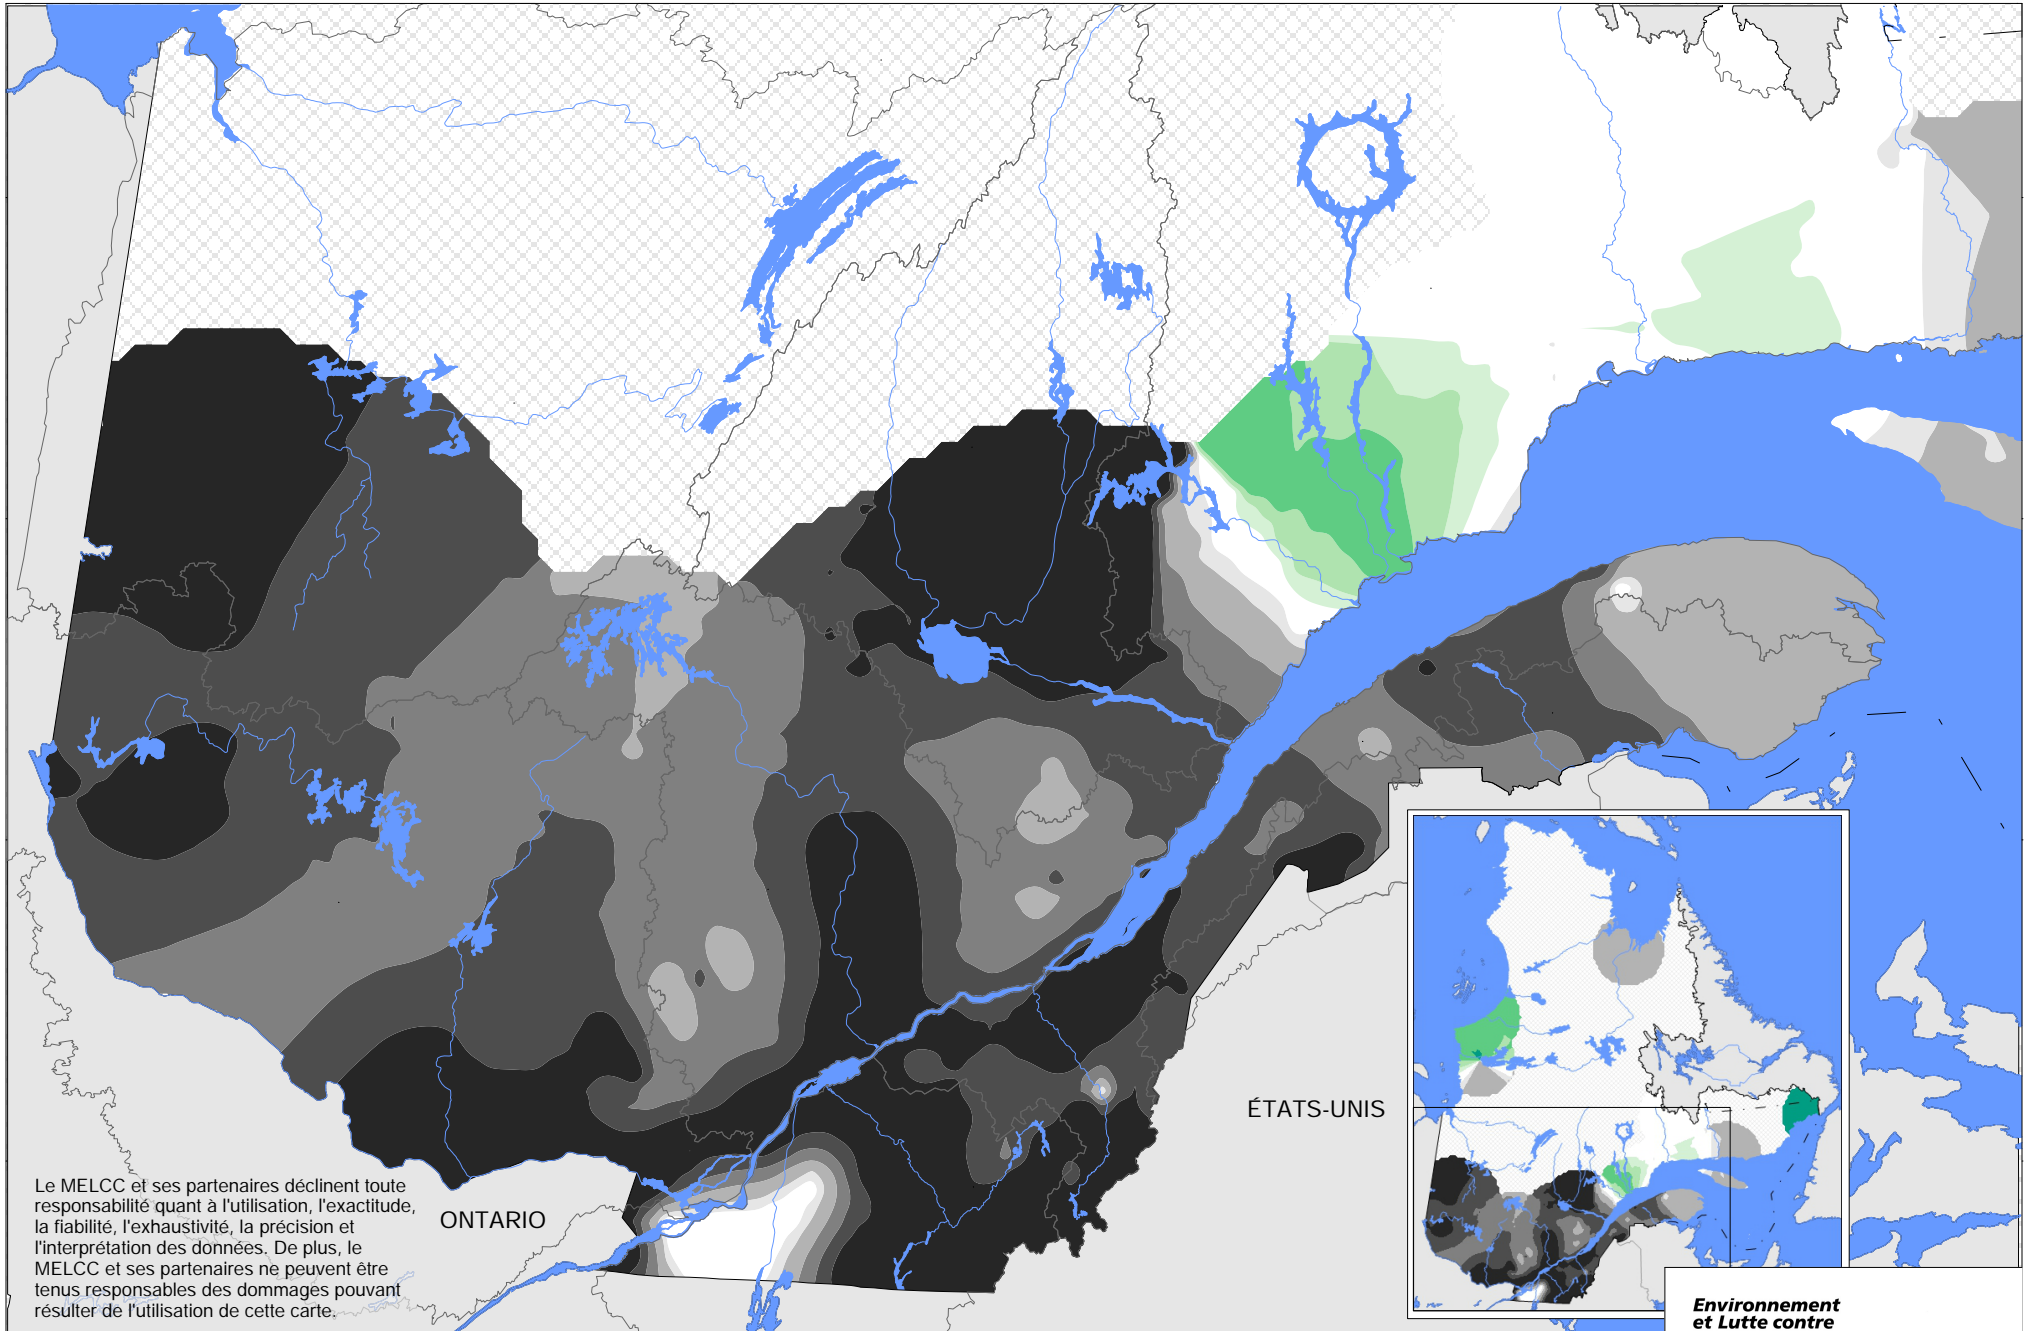 Le MELCC et ses partenaires déclinent toute
responsabilité quant à l'utilisation, l'exactitude,
la fiabilité, l'exhaustivité, la précision et
l'interprétation des données. De plus, le
MELCC et ses partenaires ne peuvent être
tenus responsables des dommages pouvant
résulter de l'utilisation de cette carte.
ONTARIO
ÉTATS-UNIS
Environnement
et Lutte contre